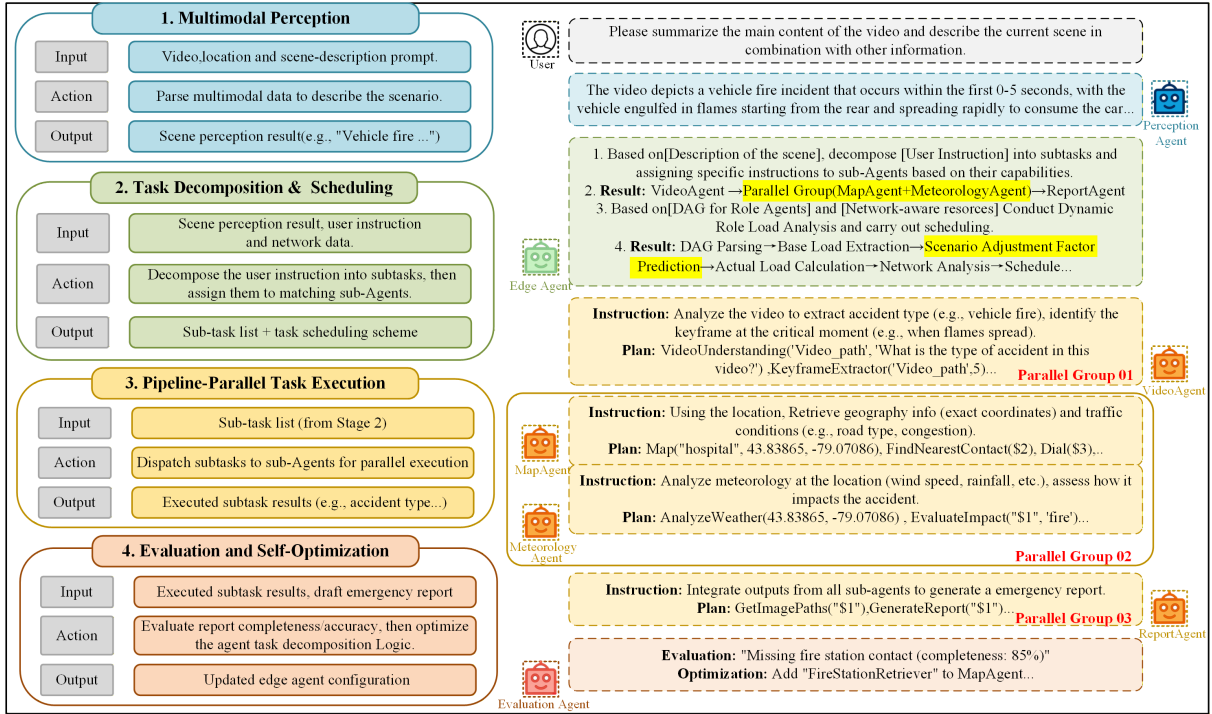 1. Multimodal Perception
Input
Video,location and scene-description prompt.
Action
Parse multimodal data to describe the scenario.
Output
Scene perception result(e.g., "Vehicle fire ...")
2. Task Decomposition & Scheduling
Input
Scene perception result, user instruction
and network data.
Action
Decompose the user instruction into subtasks, then
assign them to matching sub-Agents.
Output
Sub-task list + task scheduling scheme
3. Pipeline-Parallel Task Execution
Input
Sub-task list (from Stage 2)
Action
Dispatch subtasks to sub-Agents for parallel execution
Output
Executed subtask results (e.g., accident type...)
4. Evaluation and Self-Optimization
Input
Executed subtask results, draft emergency report
Action
Evaluate report completeness/accuracy, then optimize
the agent task decomposition Logic.
Output
Updated edge agent configuration
User
Please summarize the main content of the video and describe the current scene in
combination with other information.
The video depicts a vehicle fire incident that occurs within the first 0-5 seconds, with the
vehicle engulfed in flames starting from the rear and spreading rapidly to consume the car...
Perception
Agent
1. Based on[Description of the scene], decompose [User Instruction] into subtasks and
assigning specific instructions to sub-Agents based on their capabilities.
2. Result: VideoAgent →Parallel Group(MapAgent+MeteorologyAgent)→ReportAgent
3. Based on[DAG for Role Agents] and [Network-aware resorces] Conduct Dynamic
Role Load Analysis and carry out scheduling.
4. Result: DAG Parsing→Base Load Extraction→Scenario Adjustment Factor
Prediction→Actual Load Calculation→Network Analysis→Schedule...
Edge Agent
Instruction: Analyze the video to extract accident type (e.g., vehicle fire), identify the
keyframe at the critical moment (e.g., when flames spread).
Plan: VideoUnderstanding('Video_path', 'What is the type of accident in this
video?') ,KeyframeExtractor('Video_path',5)...
Parallel Group 01
VideoAgent
Instruction: Using the location, Retrieve geography info (exact coordinates) and traffic
conditions (e.g., road type, congestion).
Plan: Map("hospital", 43.83865, -79.07086), FindNearestContact($2), Dial($3),..
MapAgent
Instruction: Analyze meteorology at the location (wind speed, rainfall, etc.), assess how it
impacts the accident.
Plan: AnalyzeWeather(43.83865, -79.07086) , EvaluateImpact("$1", 'fire')...
Meteorology
Agent
Parallel Group 02
Instruction: Integrate outputs from all sub-agents to generate a emergency report.
Plan: GetImagePaths("$1"),GenerateReport("$1")...
Parallel Group 03
ReportAgent
Evaluation: "Missing fire station contact (completeness: 85%)"
Optimization: Add "FireStationRetriever" to MapAgent...
Evaluation Agent